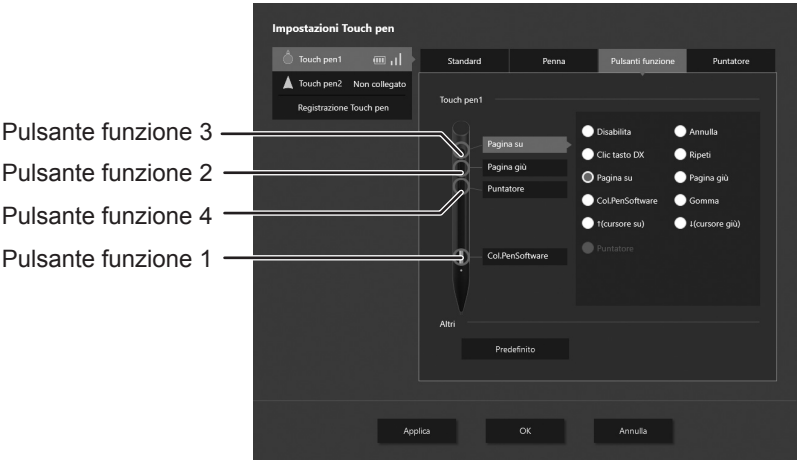 Impostazioni Touch pen
Touch pen1
Touch pen2 Non collegato
Registrazione Touch pen
Standard Penna Pulsanti funzione Puntatore
Touch pen1
Pulsante funzione 3
Pulsante funzione 2
Pulsante funzione 4
Pulsante funzione 1
Pagina su
Pagina giù
Puntatore
Col.PenSoftware
Disabilita Annulla
Clic tasto DX Ripeti
Pagina su Pagina giù
Col.PenSoftware Gomma
↑(cursore su) ↓(cursore giù)
Puntatore
Altri
Predefinito
Applica OK Annulla